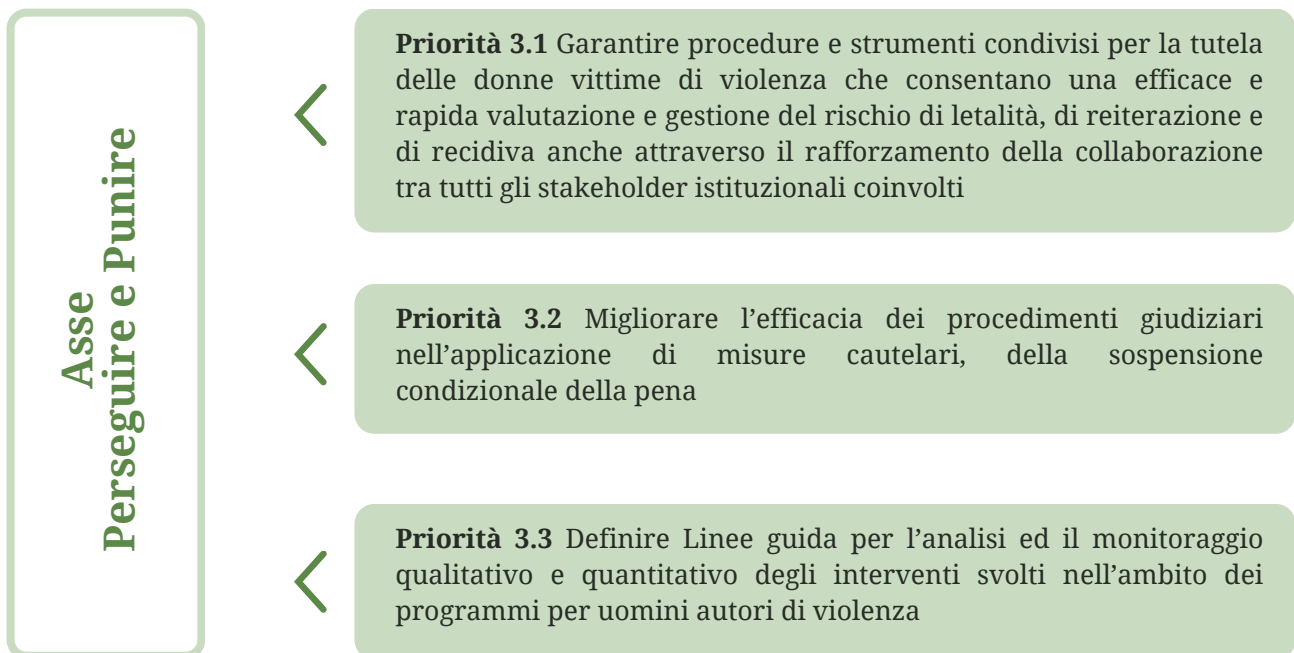 Asse
Perseguire e Punire
Priorità 3.1 Garantire procedure e strumenti condivisi per la tutela
delle donne vittime di violenza che consentano una efficace e
rapida valutazione e gestione del rischio di letalità, di reiterazione e
di recidiva anche attraverso il rafforzamento della collaborazione
tra tutti gli stakeholder istituzionali coinvolti
Priorità 3.2 Migliorare l’efficacia dei procedimenti giudiziari
nell’applicazione di misure cautelari, della sospensione
condizionale della pena
Priorità 3.3 Definire Linee guida per l’analisi ed il monitoraggio
qualitativo e quantitativo degli interventi svolti nell’ambito dei
programmi per uomini autori di violenza